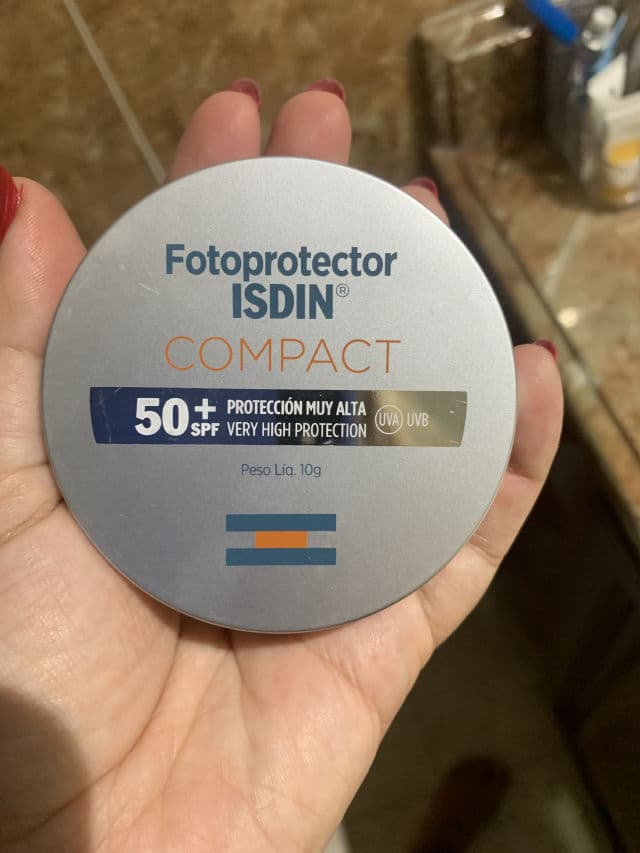 Fotoprotector
ISDIN®
COMPACT
50+ SPF PROTECCIÓN MUY ALTA
VERY HIGH PROTECTION
UVA UVB
Peso Líq. 10g